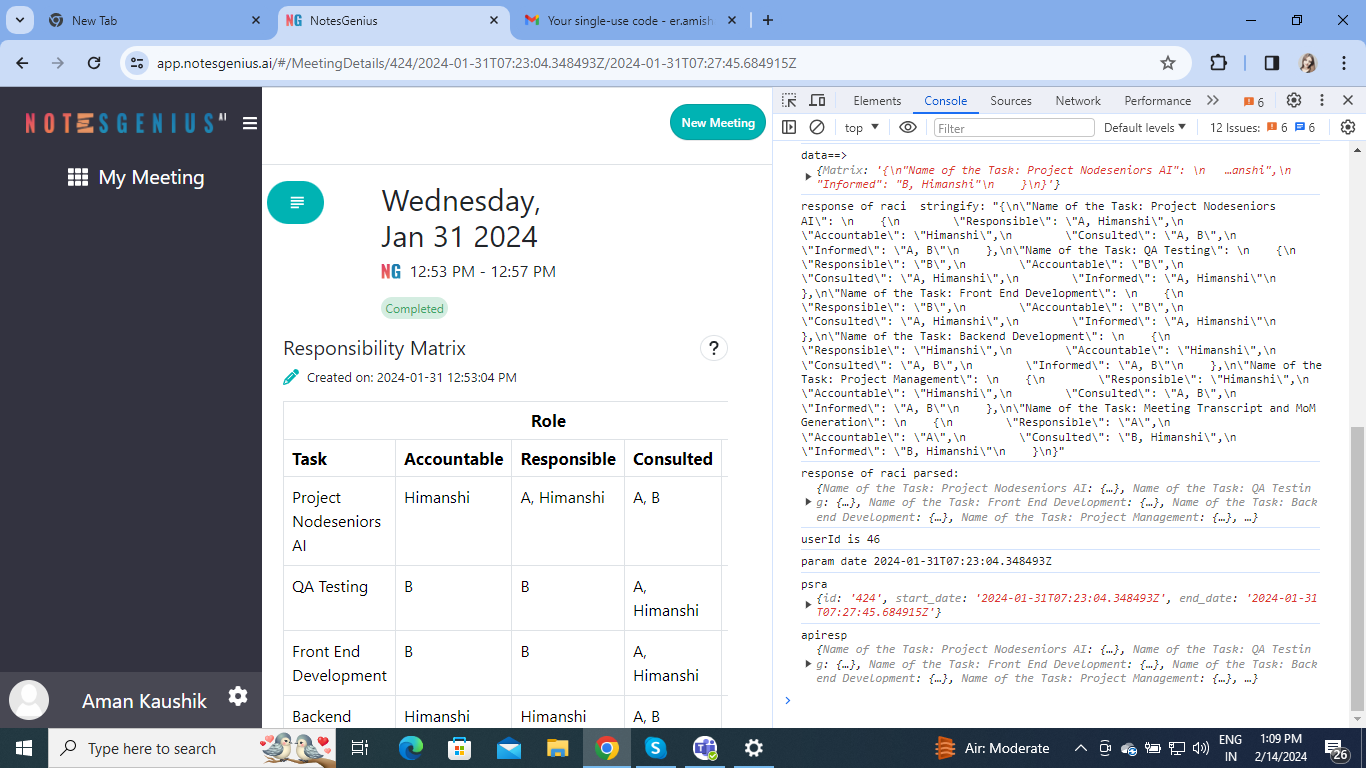 New Tab
NotesGenius
Your single-use code - er.amish
app.notesgenius.ai/#/MeetingDetails/424/2024-01-31T07:23:04.348493Z/2024-01-31T07:27:45.684915Z
NOTESGENIUS AI
My Meeting
Aman Kaushik
New Meeting
Wednesday,
Jan 31 2024
NG 12:53 PM - 12:57 PM
Completed
Responsibility Matrix ?
Created on: 2024-01-31 12:53:04 PM
Role
Task Accountable Responsible Consulted
Project Nodeseniors AI Himanshi A, Himanshi A, B
QA Testing B B A, Himanshi
Front End Development B B A, Himanshi
Backend Himanshi Himanshi A, B
Elements Console Sources Network Performance 6
top Filter Default levels 12 Issues: 6 6
data==>
{Matrix: '{\n"Name of the Task: Project Nodeseniors AI": \n …anshi",\n
"Informed": "B, Himanshi"\n }\n}'}
response of raci stringify: "{\n\"Name of the Task: Project Nodeseniors
AI\": \n {\n \"Responsible\": \"A, Himanshi\",\n
\"Accountable\": \"Himanshi\",\n \"Consulted\": \"A, B\",\n
\"Informed\": \"A, B\"\n },\n\"Name of the Task: QA Testing\": \n {\n
\"Responsible\": \"B\",\n \"Accountable\": \"B\",\n
\"Consulted\": \"A, Himanshi\",\n \"Informed\": \"A, Himanshi\"\n
},\n\"Name of the Task: Front End Development\": \n {\n
\"Responsible\": \"B\",\n \"Accountable\": \"B\",\n
\"Consulted\": \"A, Himanshi\",\n \"Informed\": \"A, Himanshi\"\n
},\n\"Name of the Task: Backend Development\": \n {\n
\"Responsible\": \"Himanshi\",\n \"Accountable\": \"Himanshi\",\n
\"Consulted\": \"A, B\",\n \"Informed\": \"A, B\"\n },\n\"Name of the
Task: Project Management\": \n {\n \"Responsible\": \"Himanshi\",\n
\"Accountable\": \"Himanshi\",\n \"Consulted\": \"A, B\",\n
\"Informed\": \"A, B\"\n },\n\"Name of the Task: Meeting Transcript and MoM
Generation\": \n {\n \"Responsible\": \"A\",\n
\"Accountable\": \"A\",\n \"Consulted\": \"B, Himanshi\",\n
\"Informed\": \"B, Himanshi\"\n }\n}"
response of raci parsed:
{Name of the Task: Project Nodeseniors AI: {…}, Name of the Task: QA Testin
g: {…}, Name of the Task: Front End Development: {…}, Name of the Task: Back
end Development: {…}, Name of the Task: Project Management: {…}, …}
userId is 46
param date 2024-01-31T07:23:04.348493Z
psra
{id: '424', start_date: '2024-01-31T07:23:04.348493Z', end_date: '2024-01-31
T07:27:45.684915Z'}
apiresp
{Name of the Task: Project Nodeseniors AI: {…}, Name of the Task: QA Testin
g: {…}, Name of the Task: Front End Development: {…}, Name of the Task: Back
end Development: {…}, Name of the Task: Project Management: {…}, …}
Type here to search
Air: Moderate
ENG
IN
1:09 PM
2/14/2024
26